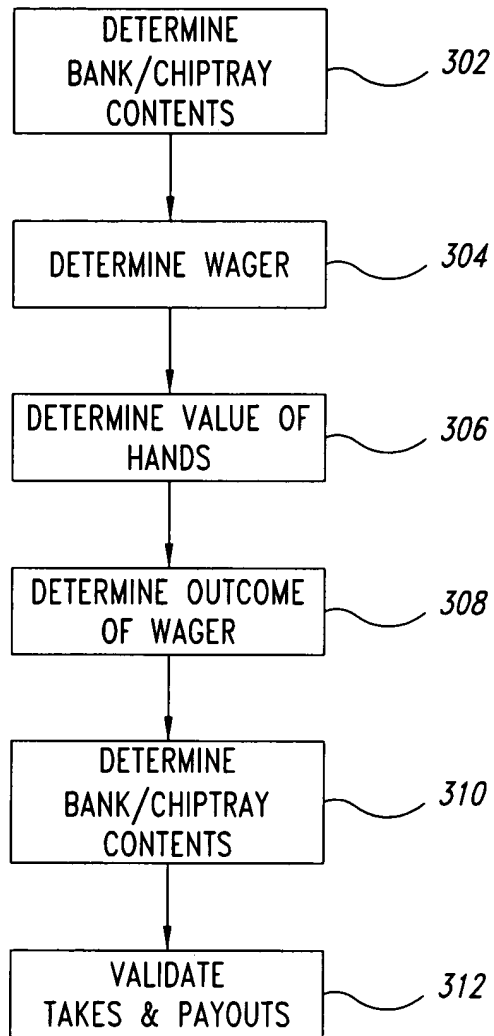 DETERMINE
BANK/CHIPTRAY
CONTENTS
302
DETERMINE WAGER
304
DETERMINE VALUE OF
HANDS
306
DETERMINE OUTCOME
OF WAGER
308
DETERMINE
BANK/CHIPTRAY
CONTENTS
310
VALIDATE
TAKES & PAYOUTS
312